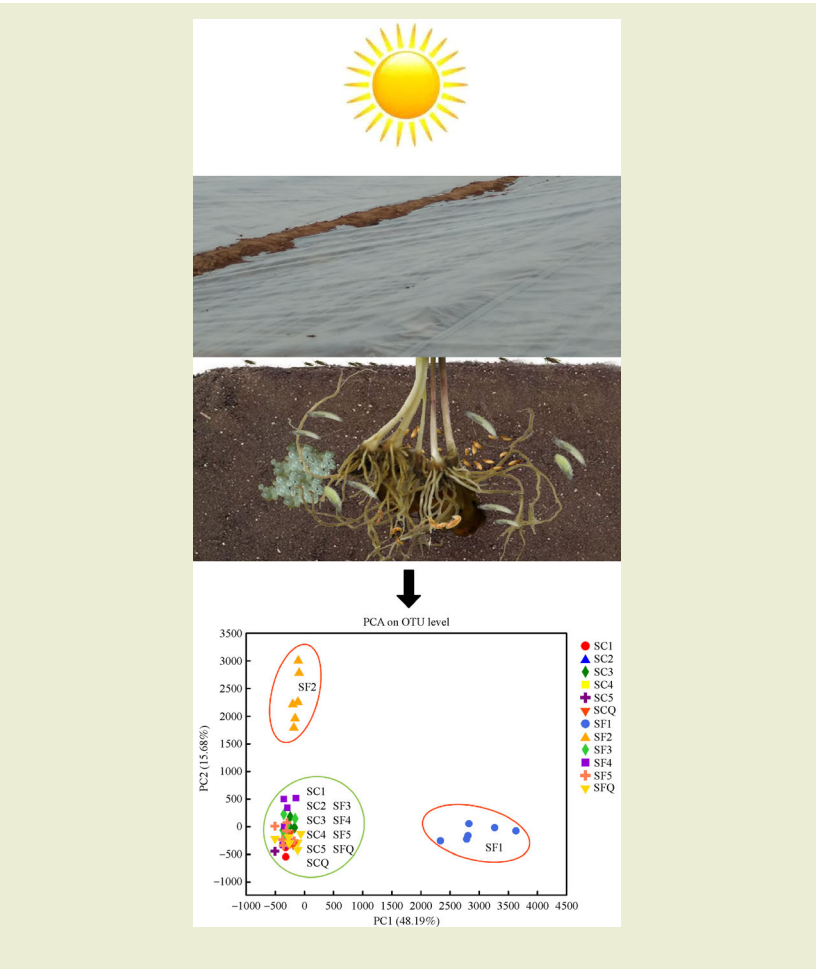 PCA on OTU level
3500
3000
2500
2000
1500
1000
500
0
−500
−1000
PC2 (15.68%)
SF2
SC1
SC2 SF3
SC3 SF4
SC4 SF5
SC5 SFQ
SCQ
SF1
−1000 −500 0 500 1000 1500 2000 2500 3000 3500 4000 4500
PC1 (48.19%)
SC1
SC2
SC3
SC4
SC5
SCQ
SF1
SF2
SF3
SF4
SF5
SFQ